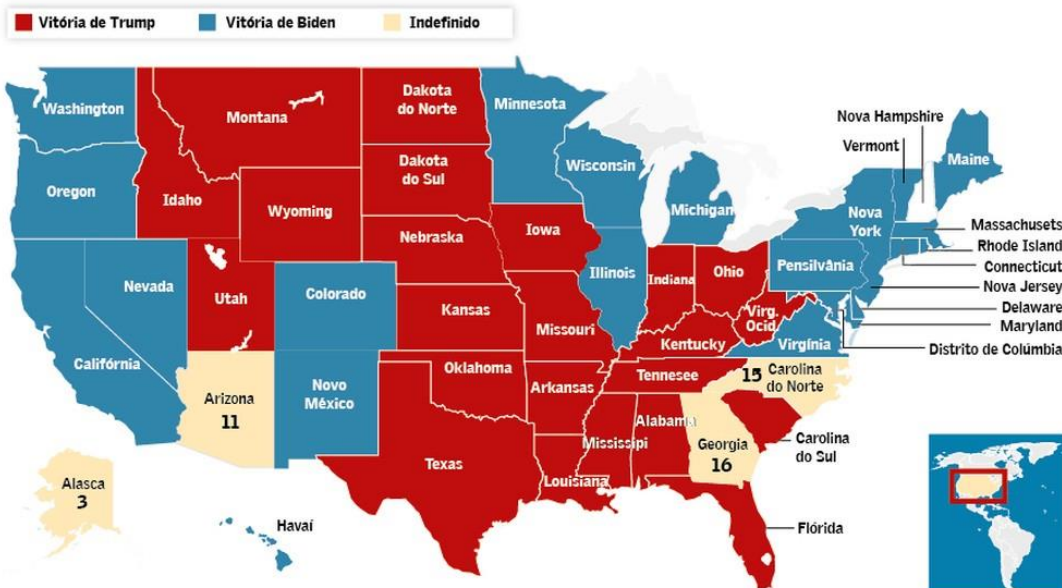 Vitória de Trump
Vitória de Biden
Indefinido
Washington
Montana
Dakota
do Norte
Minnesota
Nova Hampshire
Vermont
Maine
Oregon
Idaho
Dakota
do Sul
Wisconsin
Wyoming
Michigan
Nova
York
Massachusets
Rhode Island
Connecticut
Nova Jersey
Delaware
Maryland
Distrito de Colúmbia
Nebraska
Iowa
Pensilvânia
Nevada
Utah
Colorado
Illinois
Indiana
Ohio
Kansas
Missouri
Virg.
Ocid.
Kentucky
Virgínia
Califórnia
Oklahoma
Tennesee
15 Carolina
do Norte
Arizona
11
Novo
México
Arkansas
Alabama
Mississipi
Georgia
16
Carolina
do Sul
Texas
Louisiana
Alasca
3
Havaí
Flórida